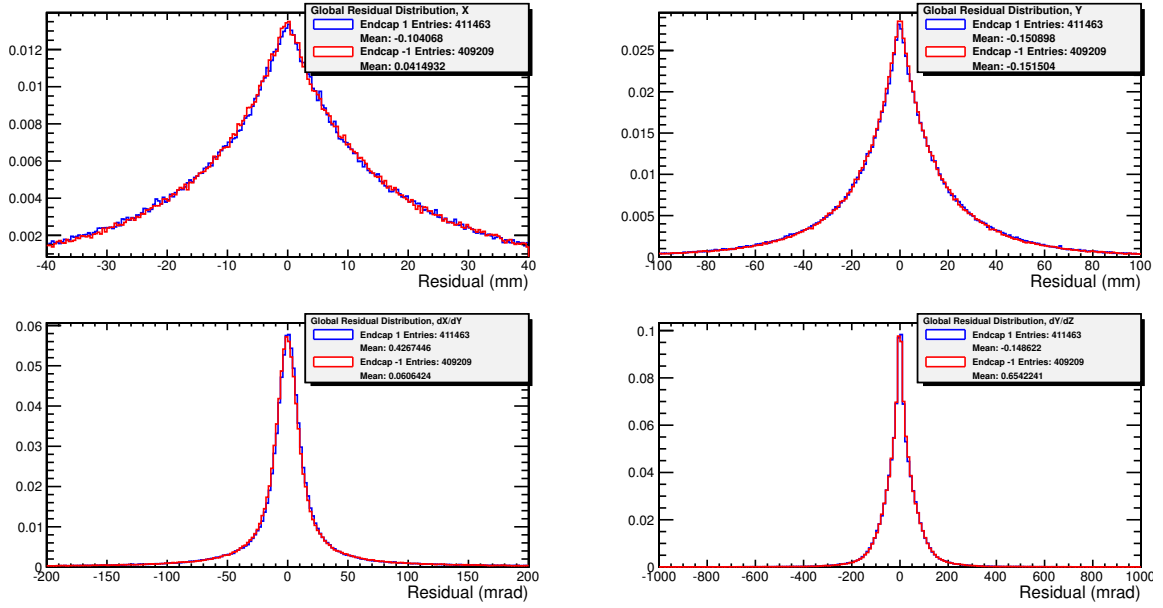 Global Residual Distribution, X
Endcap 1 Entries: 411463
Mean: -0.104068
Endcap -1 Entries: 409209
Mean: 0.0414932
0.012
0.01
0.008
0.006
0.004
0.002
-40 -30 -20 -10 0 10 20 30 40
Residual (mm)
Global Residual Distribution, Y
Endcap 1 Entries: 411463
Mean: -0.150898
Endcap -1 Entries: 409209
Mean: -0.151504
0.025
0.02
0.015
0.01
0.005
0
-100 -80 -60 -40 -20 0 20 40 60 80 100
Residual (mm)
Global Residual Distribution, dX/dY
Endcap 1 Entries: 411463
Mean: 0.4267446
Endcap -1 Entries: 409209
Mean: 0.0606424
0.06
0.05
0.04
0.03
0.02
0.01
0
-200 -150 -100 -50 0 50 100 150 200
Residual (mrad)
Global Residual Distribution, dY/dZ
Endcap 1 Entries: 411463
Mean: -0.148622
Endcap -1 Entries: 409209
Mean: 0.6542241
0.1
0.08
0.06
0.04
0.02
0
-1000 -800 -600 -400 -200 0 200 400 600 800 1000
Residual (mrad)